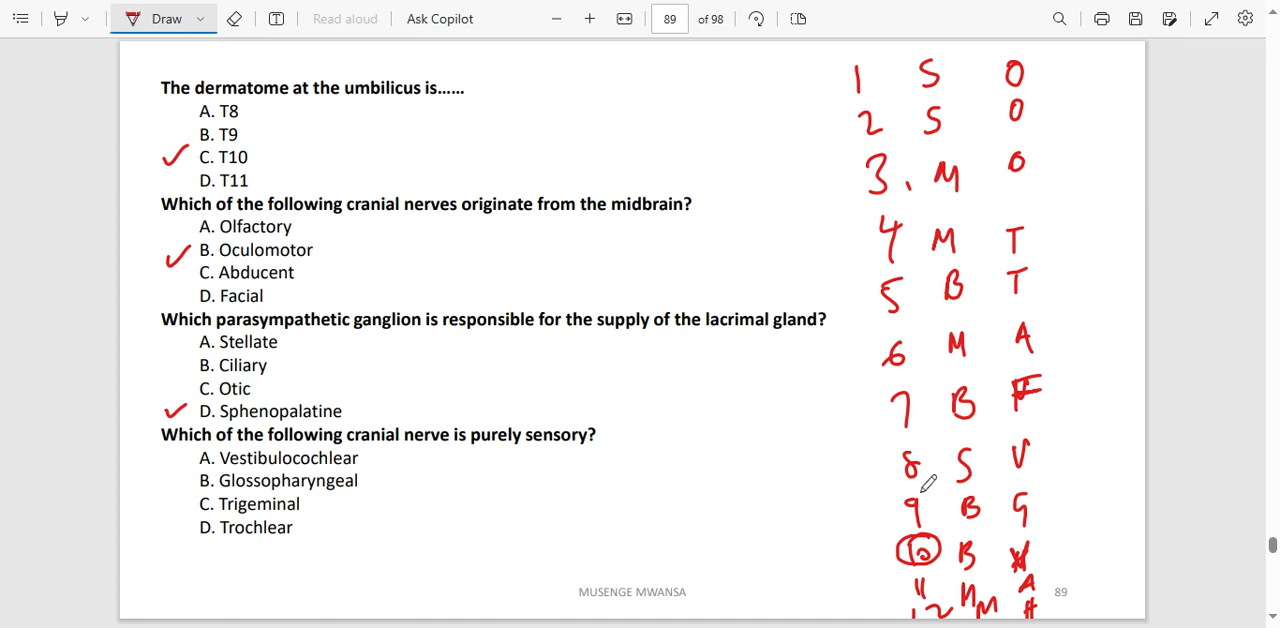 Draw
Read aloud
Ask Copilot
89
of 98
The dermatome at the umbilicus is......
A. T8
B. T9
C. T10
D. T11
Which of the following cranial nerves originate from the midbrain?
A. Olfactory
B. Oculomotor
C. Abducent
D. Facial
Which parasympathetic ganglion is responsible for the supply of the lacrimal gland?
A. Stellate
B. Ciliary
C. Otic
D. Sphenopalatine
Which of the following cranial nerve is purely sensory?
A. Vestibulocochlear
B. Glossopharyngeal
C. Trigeminal
D. Trochlear
1 S O
2 S O
3. M O
4 M T
5 B T
6 M A
7 B F
8 S V
9 B G
10 B
11 M A
12 M H
MUSENGE MWANSA
89